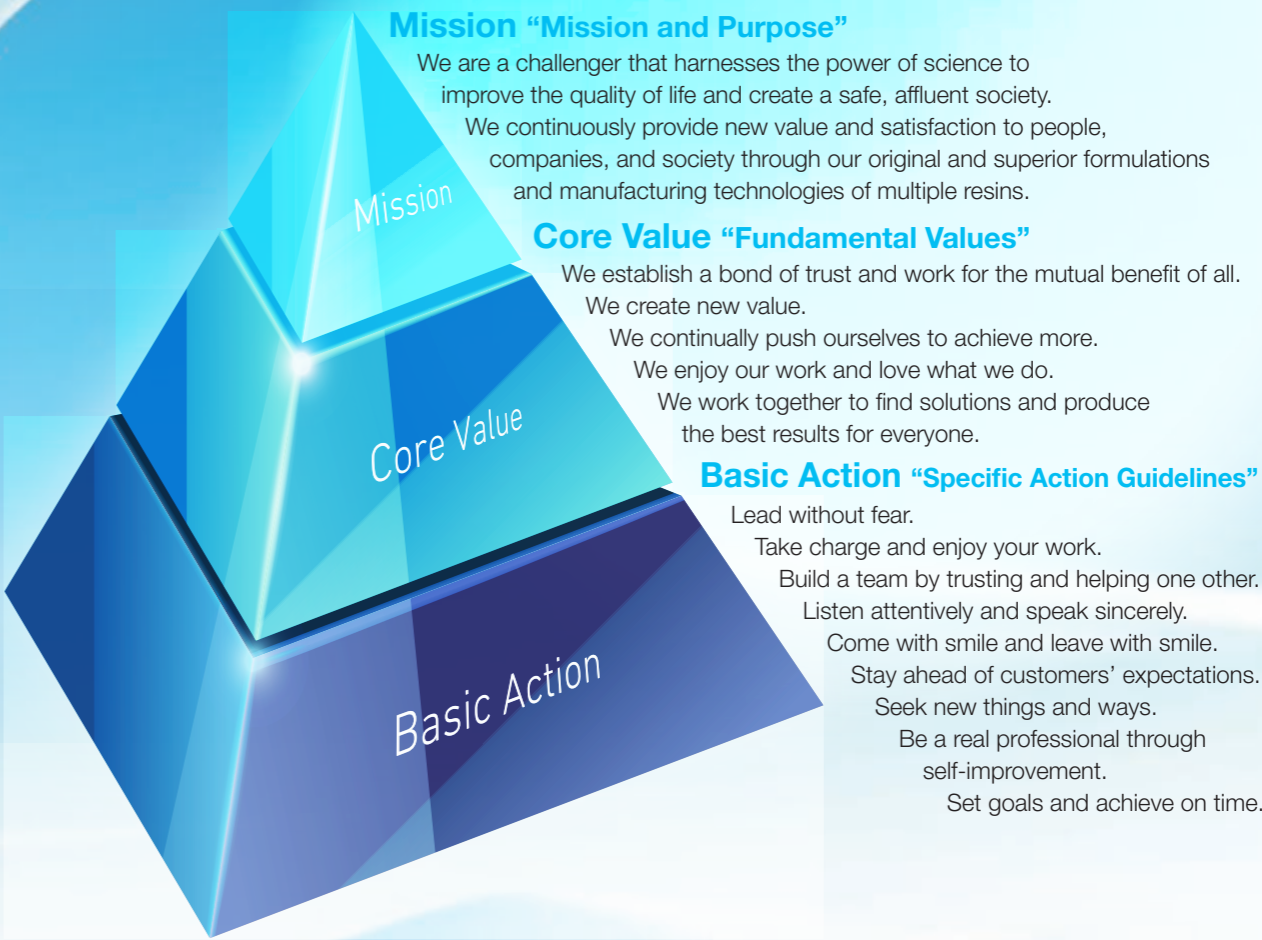 Mission “Mission and Purpose”
We are a challenger that harnesses the power of science to
improve the quality of life and create a safe, affluent society.
We continuously provide new value and satisfaction to people,
companies, and society through our original and superior formulations
and manufacturing technologies of multiple resins.
Mission
Core Value “Fundamental Values”
We establish a bond of trust and work for the mutual benefit of all.
We create new value.
We continually push ourselves to achieve more.
We enjoy our work and love what we do.
We work together to find solutions and produce
the best results for everyone.
Core Value
Basic Action “Specific Action Guidelines”
Lead without fear.
Take charge and enjoy your work.
Build a team by trusting and helping one other.
Listen attentively and speak sincerely.
Come with smile and leave with smile.
Stay ahead of customers’ expectations.
Seek new things and ways.
Be a real professional through
self-improvement.
Set goals and achieve on time.
Basic Action